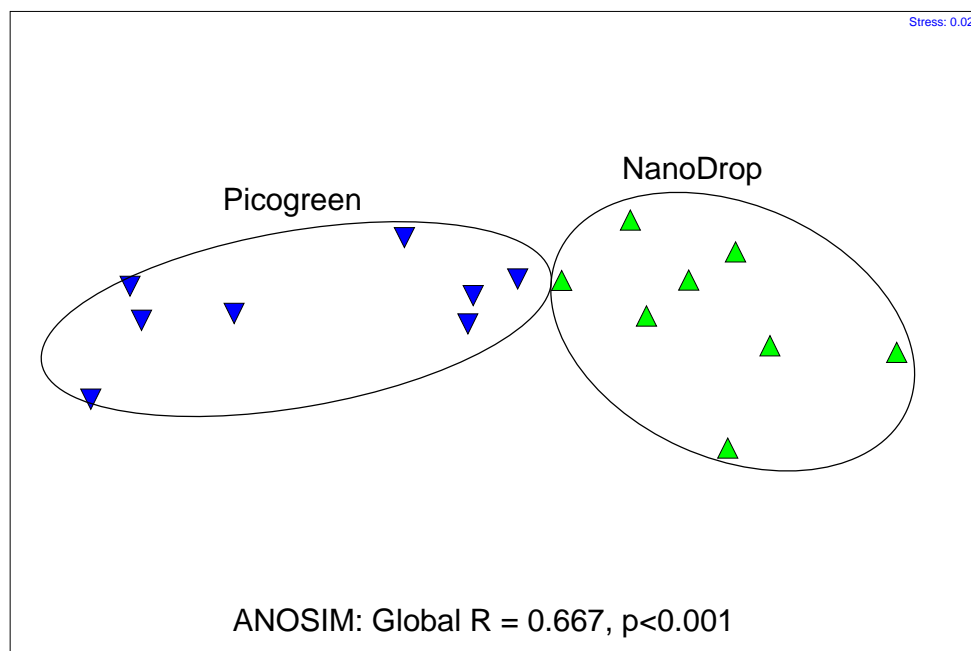 Stress: 0.02
NanoDrop
Picogreen
ANOSIM: Global R = 0.667, p<0.001